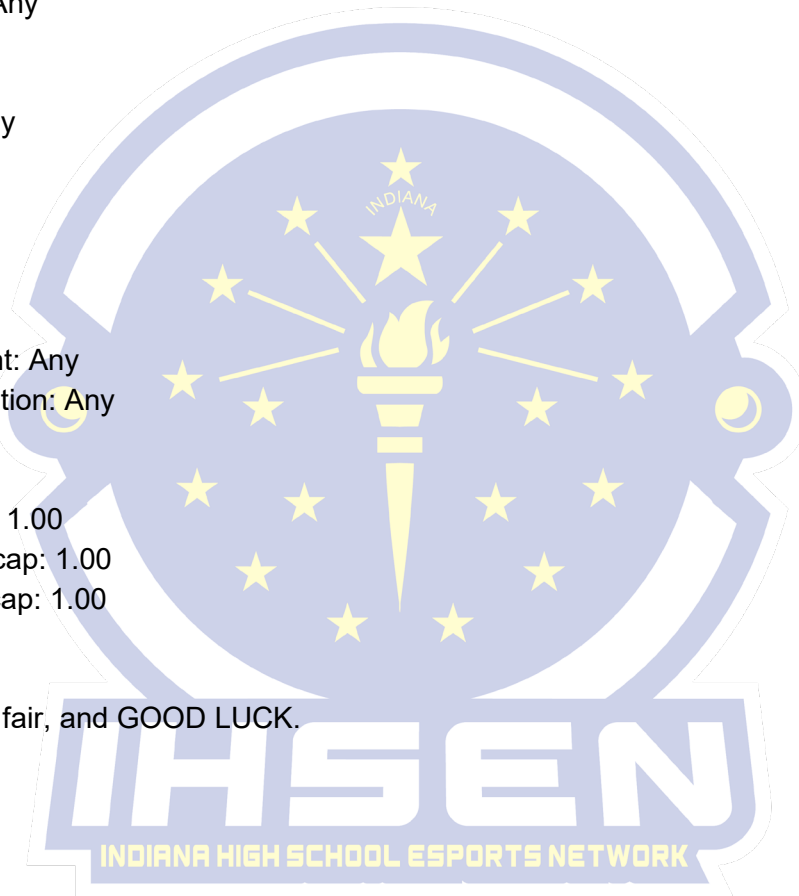 Any
y
nt: Any
tion: Any
1.00
cap: 1.00
ap: 1.00
fair, and GOOD LUCK.
INDIANA
IHSEN
INDIANA HIGH SCHOOL ESPORTS NETWORK